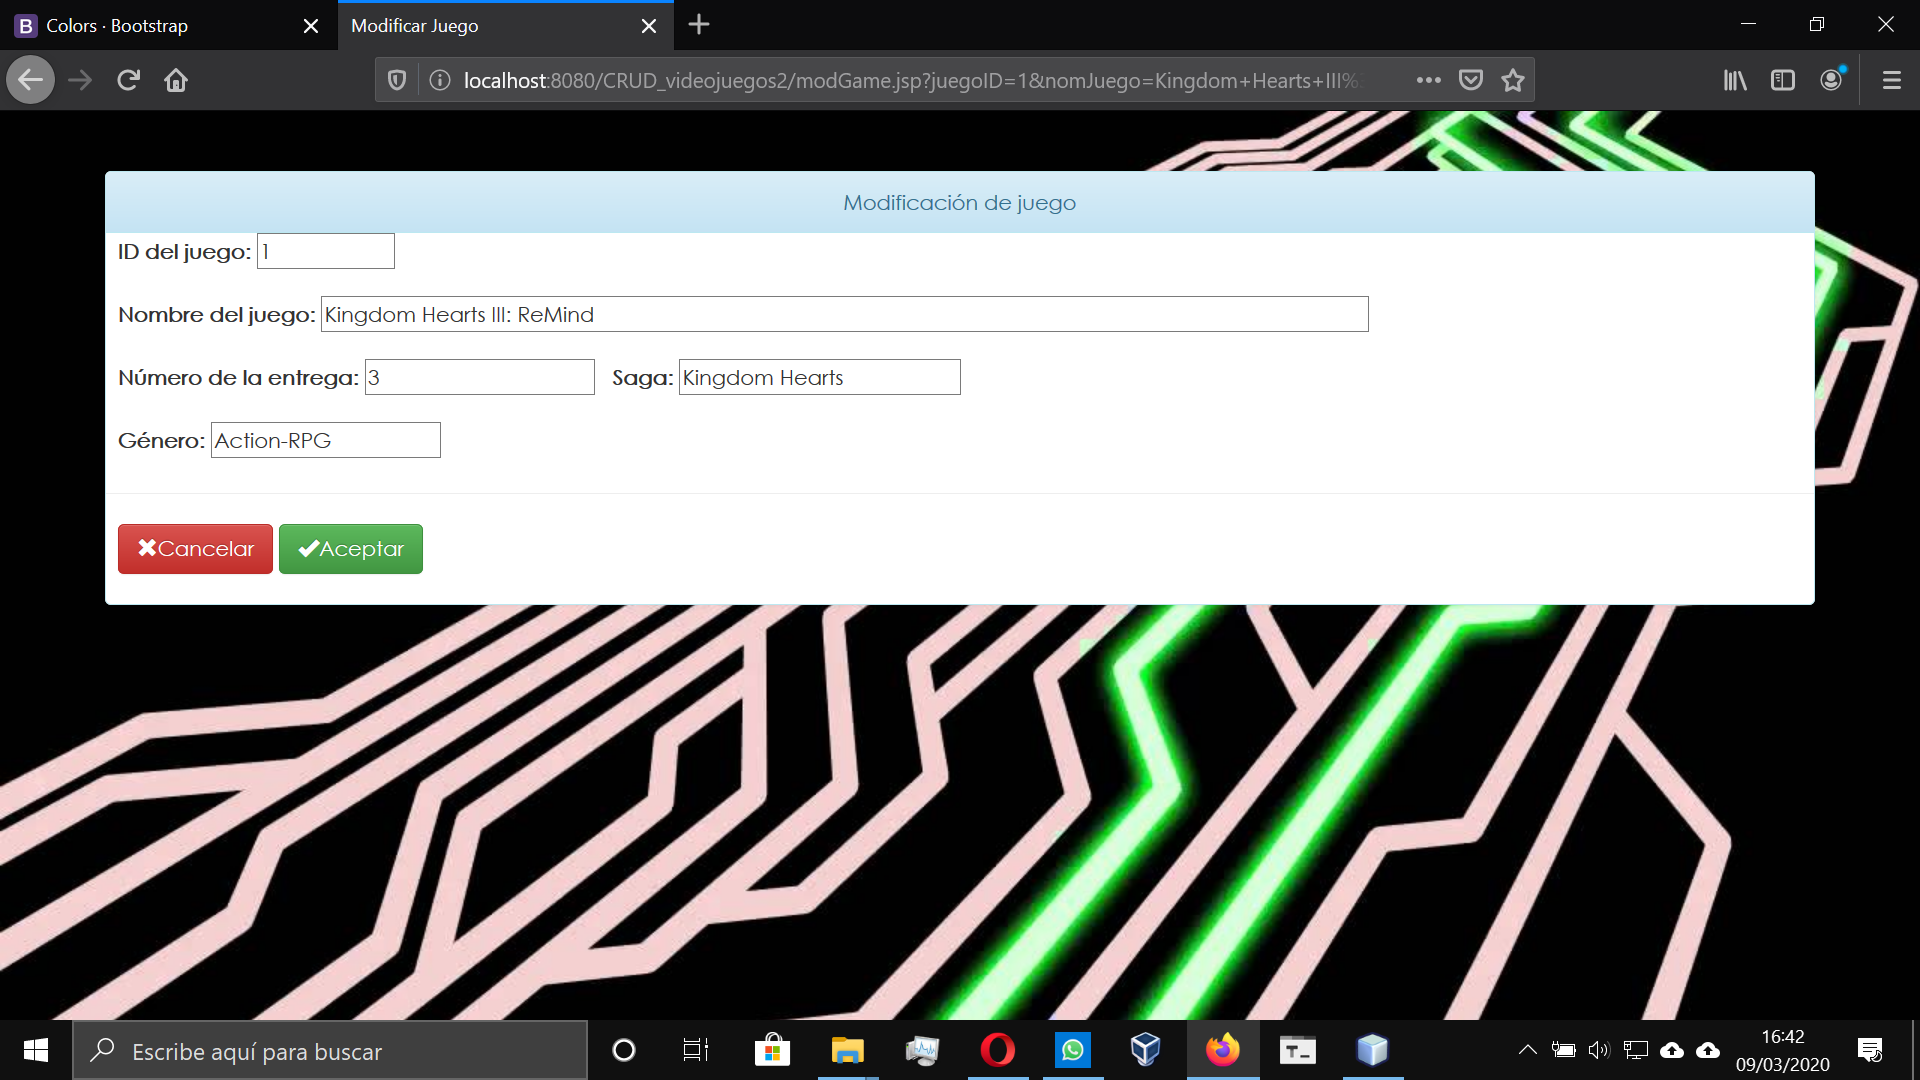 Colors · Bootstrap
Modificar Juego
localhost:8080/CRUD_videojuegos2/modGame.jsp?juegoID=1&nomJuego=Kingdom+Hearts+III%
Modificación de juego
ID del juego: 1
Nombre del juego: Kingdom Hearts III: ReMind
Número de la entrega: 3 Saga: Kingdom Hearts
Género: Action-RPG
Cancelar Aceptar
Escribe aquí para buscar
16:42
09/03/2020